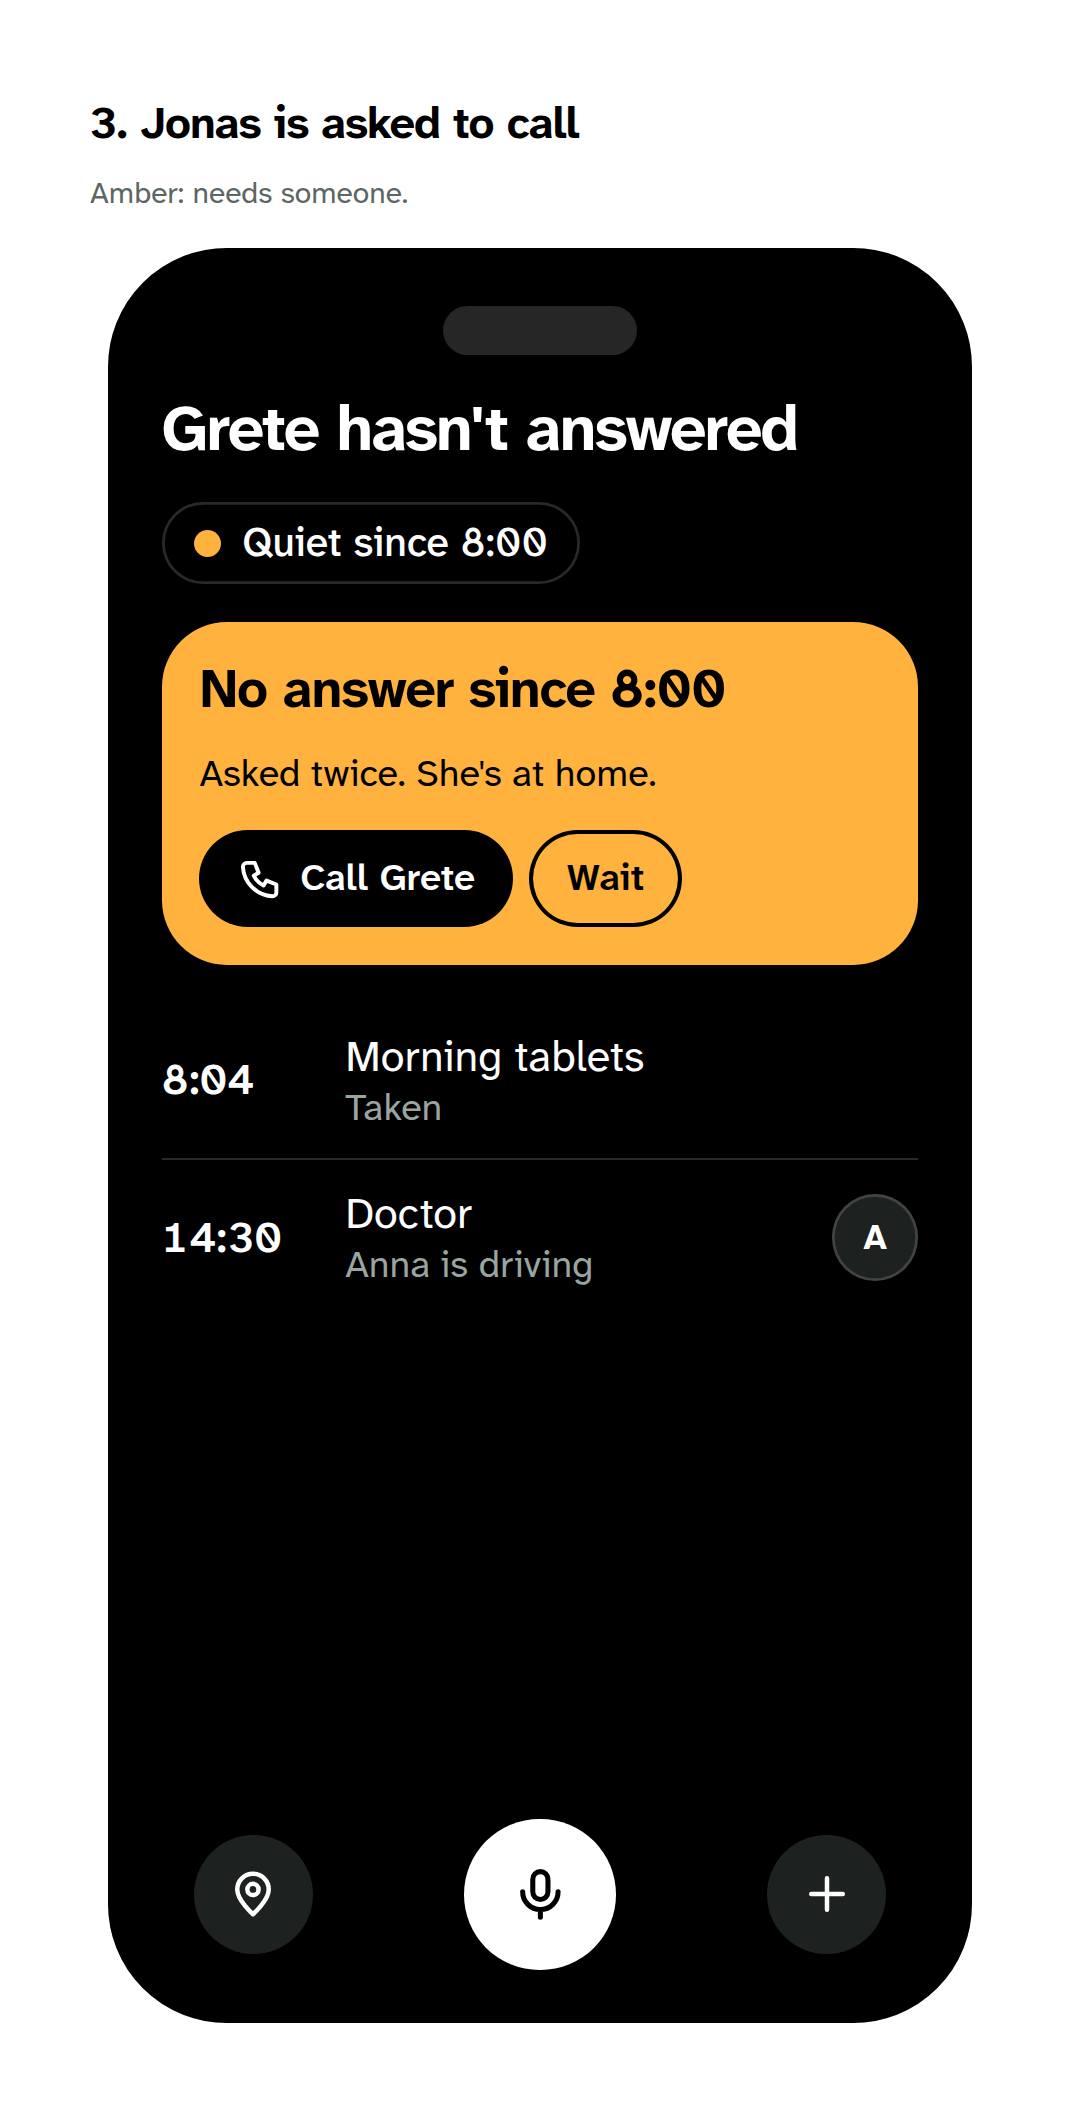 3. Jonas is asked to call
Amber: needs someone.
Grete hasn't answered
Quiet since 8:00
No answer since 8:00
Asked twice. She's at home.
Call Grete
Wait
8:04
Morning tablets
Taken
14:30
Doctor
Anna is driving
A